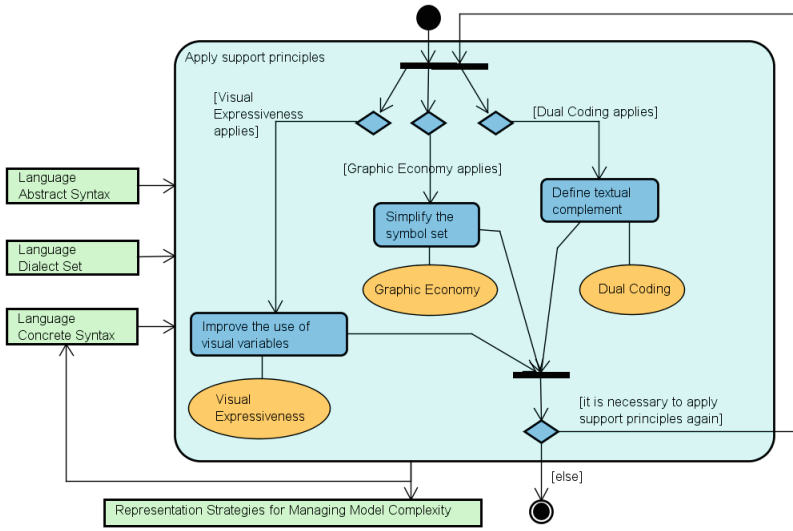 Apply support principles
[Visual
Expressiveness
applies]
[Dual Coding applies]
[Graphic Economy applies]
Language
Abstract Syntax
Define textual
complement
Simplify the
symbol set
Language
Dialect Set
Graphic Economy
Dual Coding
Language
Concrete Syntax
Improve the use of
visual variables
Visual
Expressiveness
[it is necessary to apply
support principles again]
[else]
Representation Strategies for Managing Model Complexity